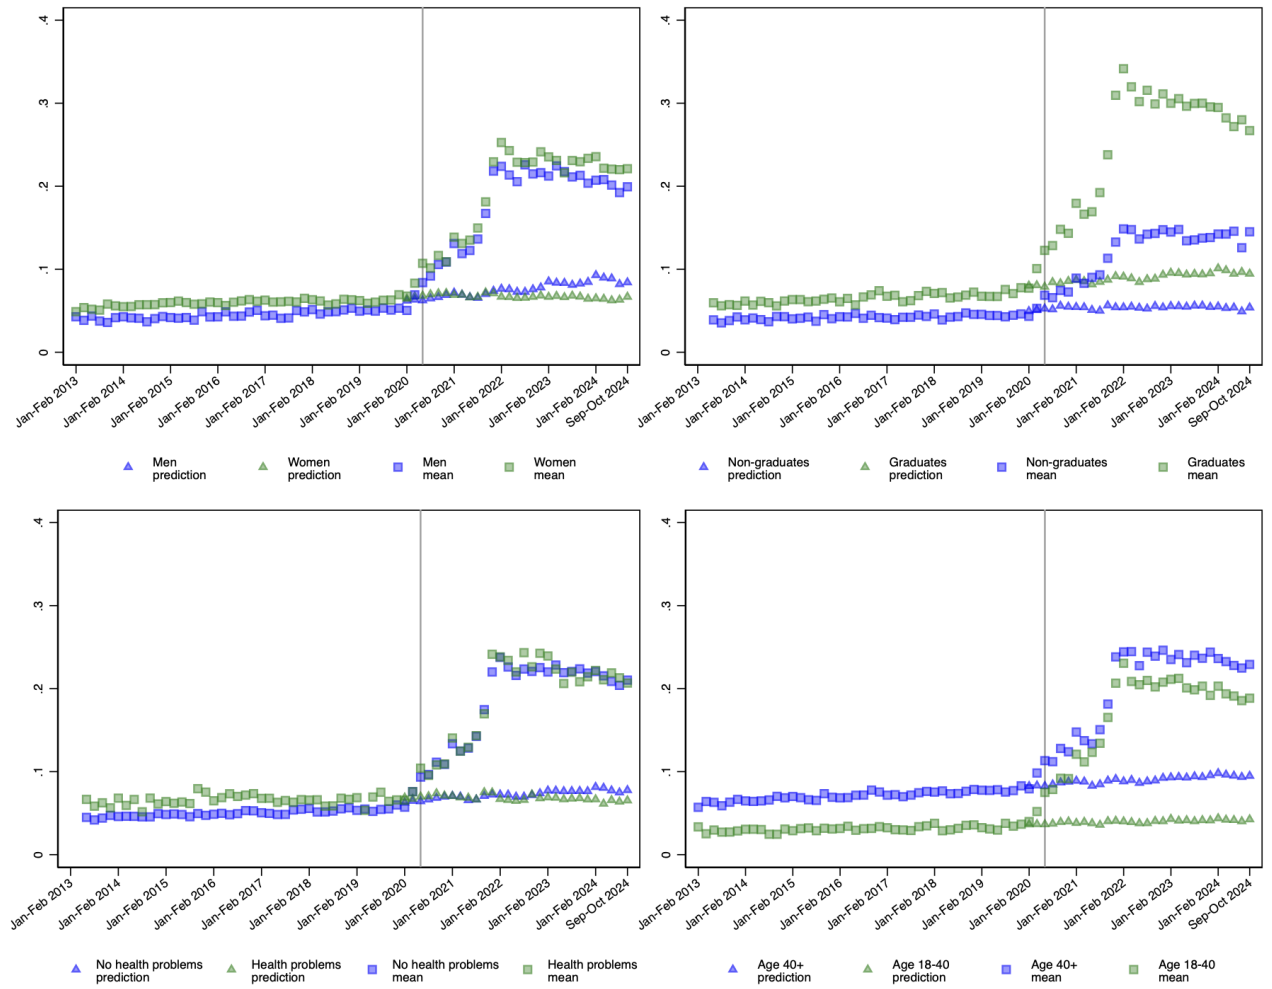 .4
.3
.2
.1
0
Jan-Feb 2013
Jan-Feb 2014
Jan-Feb 2015
Jan-Feb 2016
Jan-Feb 2017
Jan-Feb 2018
Jan-Feb 2019
Jan-Feb 2020
Jan-Feb 2021
Jan-Feb 2022
Jan-Feb 2023
Jan-Feb 2024
Sep-Oct 2024
Men
prediction
Women
prediction
Men
mean
Women
mean
.4
.3
.2
.1
0
Jan-Feb 2013
Jan-Feb 2014
Jan-Feb 2015
Jan-Feb 2016
Jan-Feb 2017
Jan-Feb 2018
Jan-Feb 2019
Jan-Feb 2020
Jan-Feb 2021
Jan-Feb 2022
Jan-Feb 2023
Jan-Feb 2024
Sep-Oct 2024
Non-graduates
prediction
Graduates
prediction
Non-graduates
mean
Graduates
mean
.4
.3
.2
.1
0
Jan-Feb 2013
Jan-Feb 2014
Jan-Feb 2015
Jan-Feb 2016
Jan-Feb 2017
Jan-Feb 2018
Jan-Feb 2019
Jan-Feb 2020
Jan-Feb 2021
Jan-Feb 2022
Jan-Feb 2023
Jan-Feb 2024
Sep-Oct 2024
No health problems
prediction
Health problems
prediction
No health problems
mean
Health problems
mean
.4
.3
.2
.1
0
Jan-Feb 2013
Jan-Feb 2014
Jan-Feb 2015
Jan-Feb 2016
Jan-Feb 2017
Jan-Feb 2018
Jan-Feb 2019
Jan-Feb 2020
Jan-Feb 2021
Jan-Feb 2022
Jan-Feb 2023
Jan-Feb 2024
Sep-Oct 2024
Age 40+
prediction
Age 18-40
prediction
Age 40+
mean
Age 18-40
mean